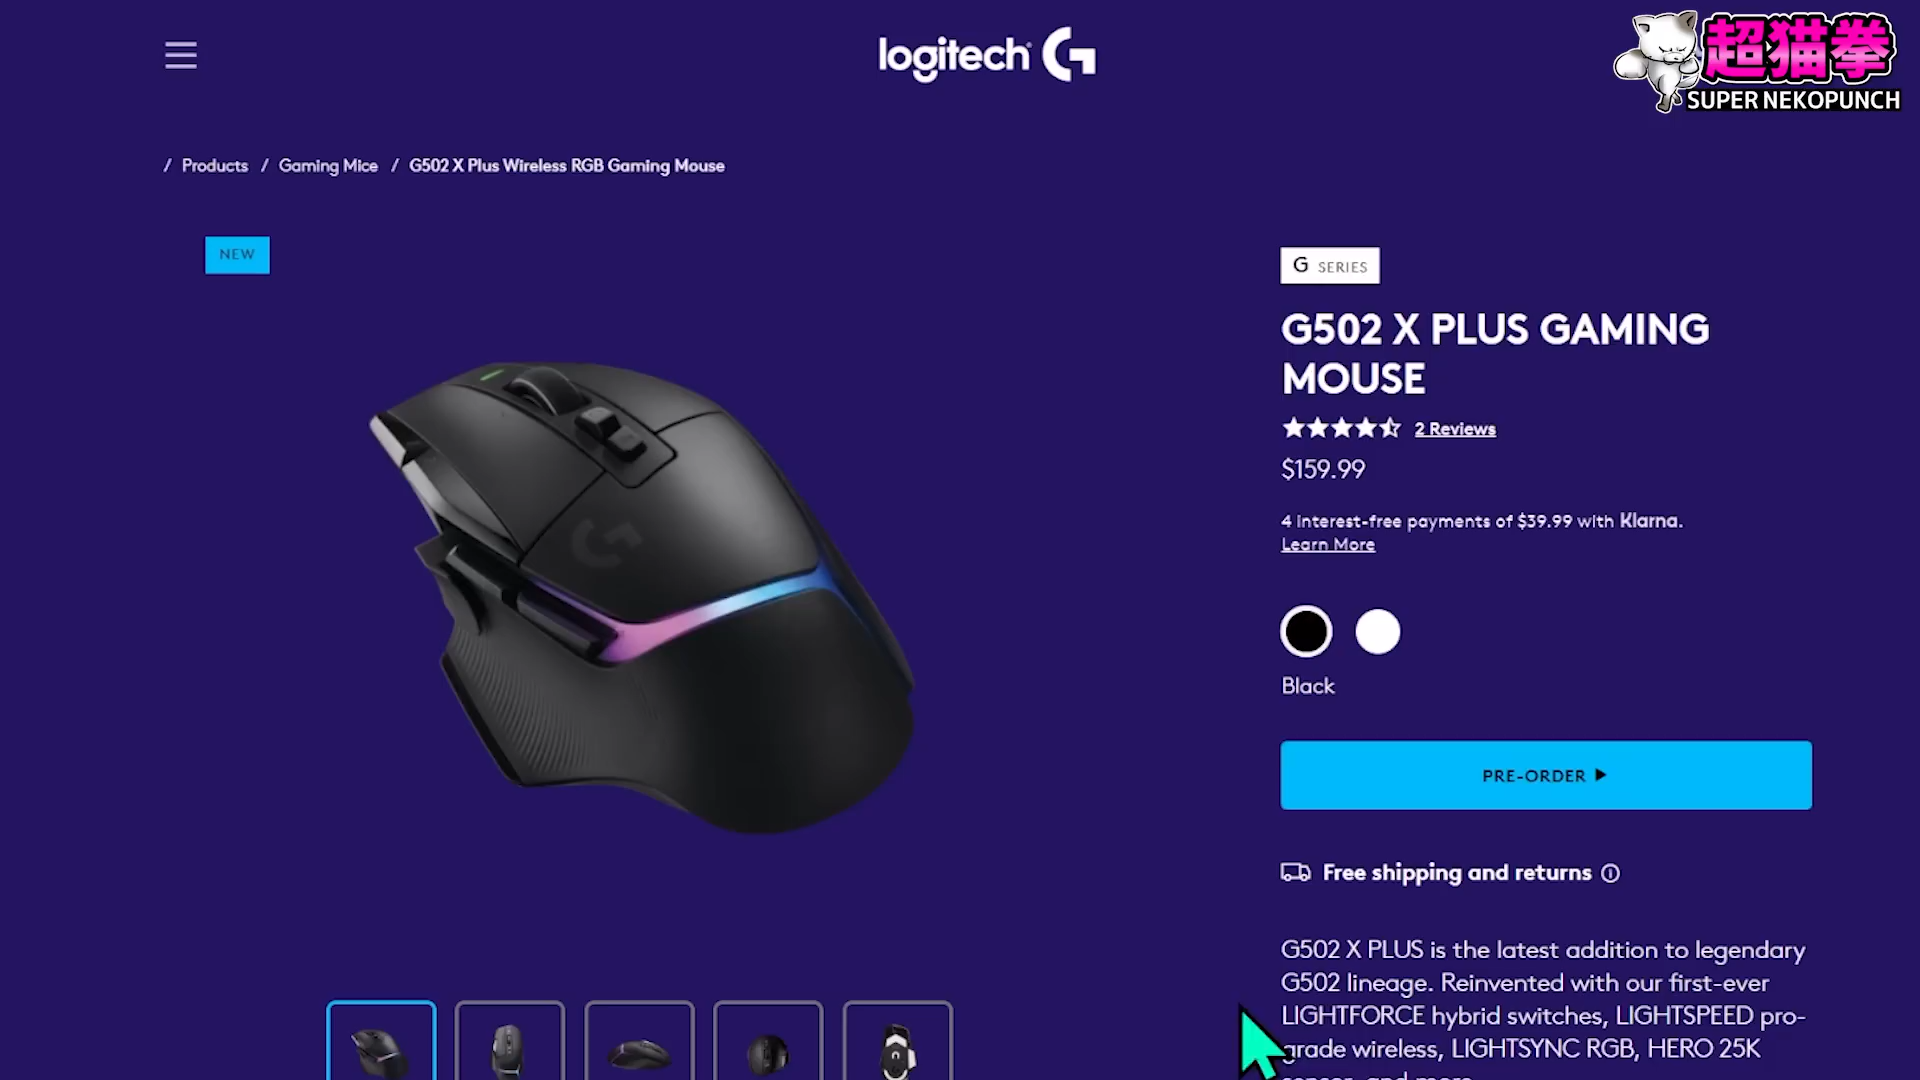 logitech G
超猫拳
SUPER NEKOPUNCH
/ Products / Gaming Mice / G502 X Plus Wireless RGB Gaming Mouse
NEW
G SERIES
G502 X PLUS GAMING
MOUSE
2 Reviews
$159.99
4 interest-free payments of $39.99 with Klarna.
Learn More
Black
PRE-ORDER
Free shipping and returns
G502 X PLUS is the latest addition to legendary
G502 lineage. Reinvented with our first-ever
LIGHTFORCE hybrid switches, LIGHTSPEED pro-
grade wireless, LIGHTSYNC RGB, HERO 25K
sensor, and more